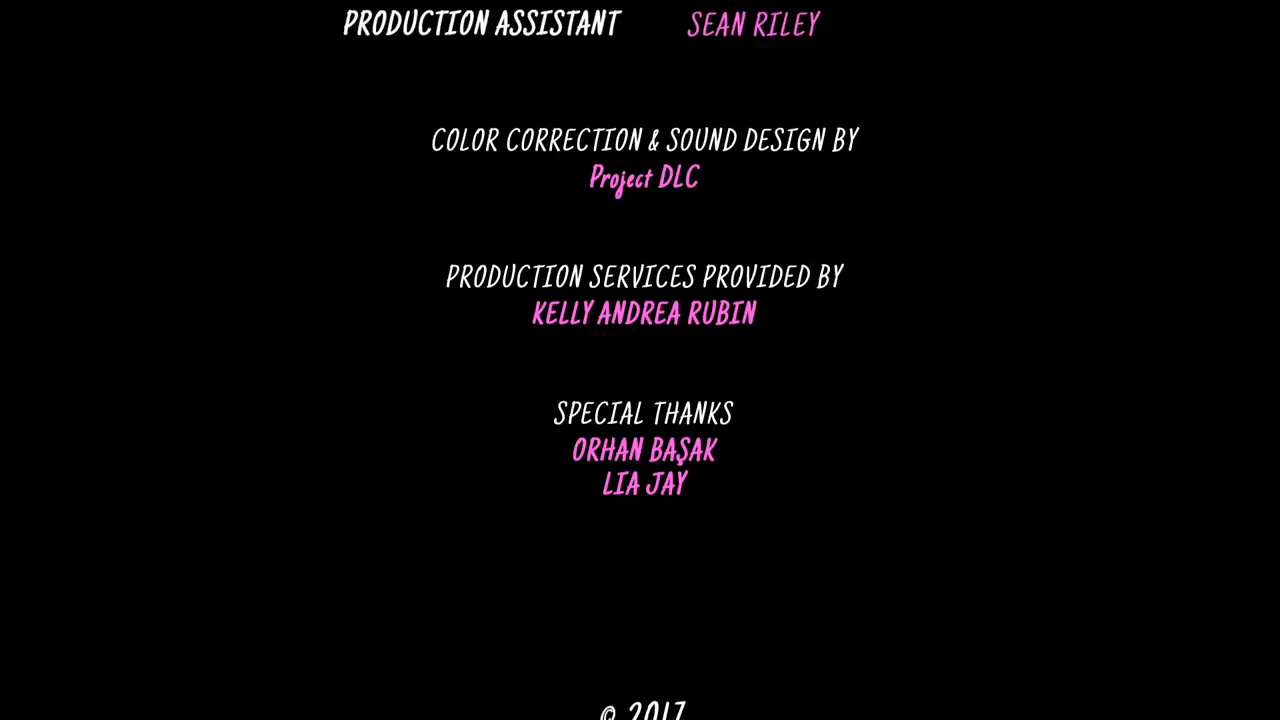 PRODUCTION ASSISTANT SEAN RILEY
COLOR CORRECTION & SOUND DESIGN BY
Project DLC
PRODUCTION SERVICES PROVIDED BY
KELLY ANDREA RUBIN
SPECIAL THANKS
ORHAN BAŞAK
LIA JAY
© 2017